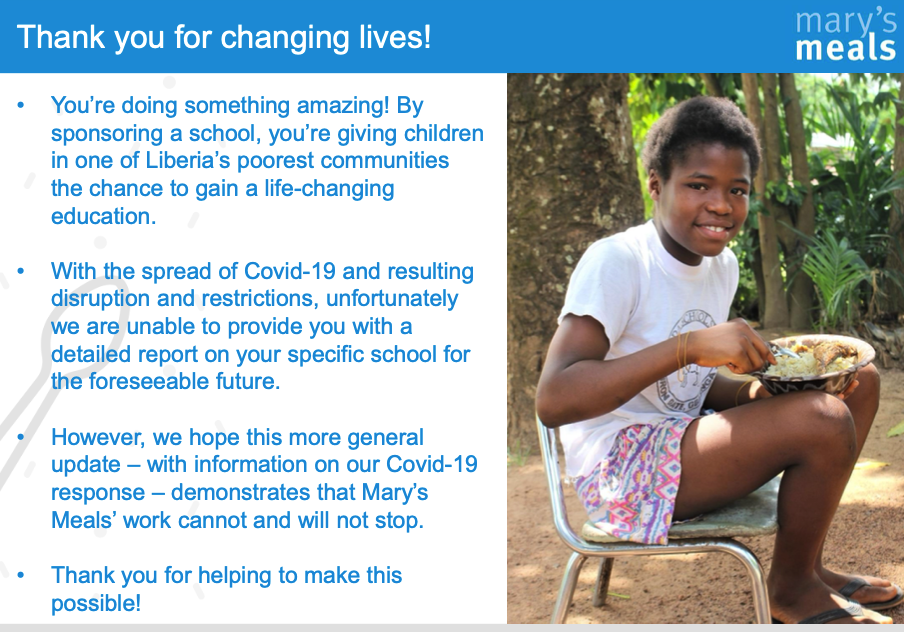 Thank you for changing lives!
mary's
meals
• You’re doing something amazing! By
sponsoring a school, you’re giving children
in one of Liberia’s poorest communities
the chance to gain a life-changing
education.
• With the spread of Covid-19 and resulting
disruption and restrictions, unfortunately
we are unable to provide you with a
detailed report on your specific school for
the foreseeable future.
• However, we hope this more general
update – with information on our Covid-19
response – demonstrates that Mary’s
Meals’ work cannot and will not stop.
• Thank you for helping to make this
possible!